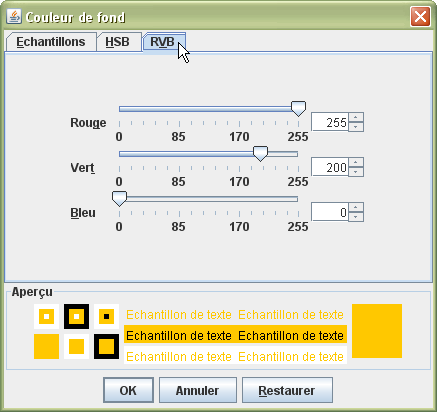 Couleur de fond
Echantillons HSB RVB
Rouge 255
0 85 170 255
Vert 200
0 85 170 255
Bleu 0
0 85 170 255
Aperçu
Echantillon de texte Echantillon de texte
Echantillon de texte Echantillon de texte
Echantillon de texte Echantillon de texte
OK Annuler Restaurer